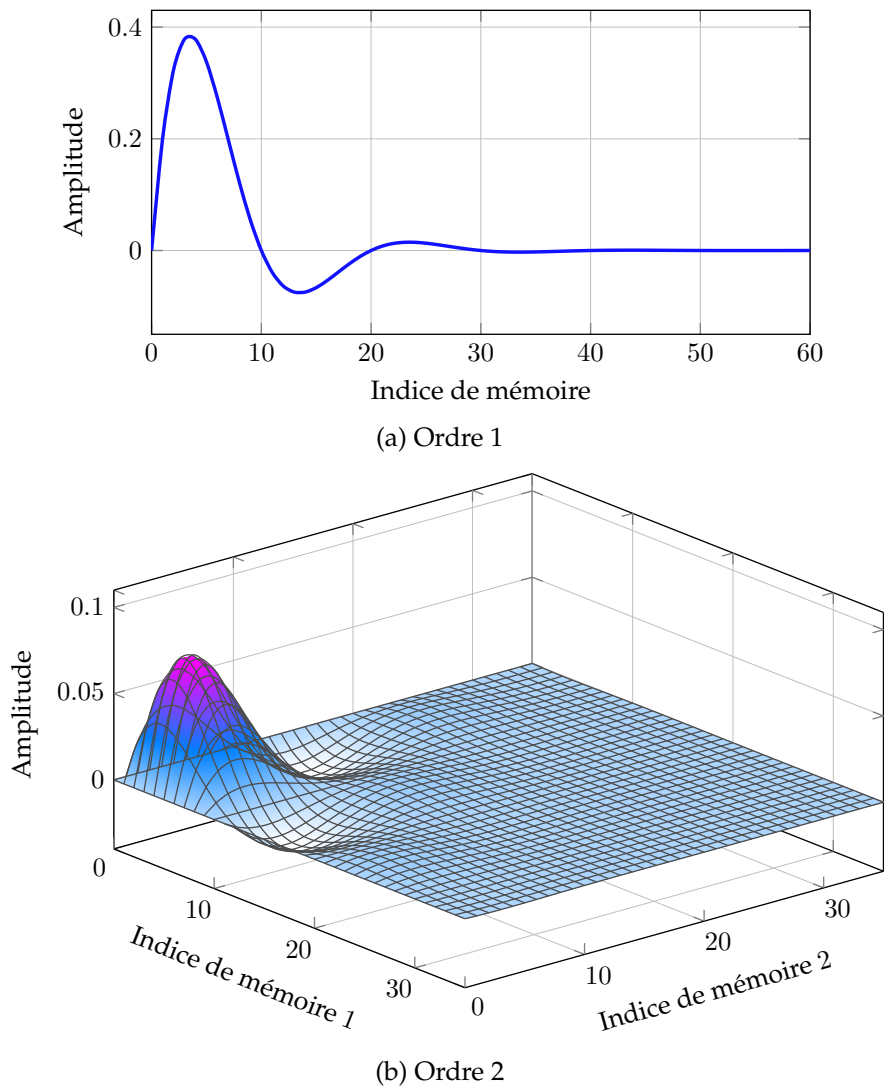 0.4
0.2
0
Amplitude
0 10 20 30 40 50 60
Indice de mémoire
(a) Ordre 1
0.1
0.05
0
Amplitude
0
10
20
30
Indice de mémoire 1
0
10
20
30
Indice de mémoire 2
(b) Ordre 2